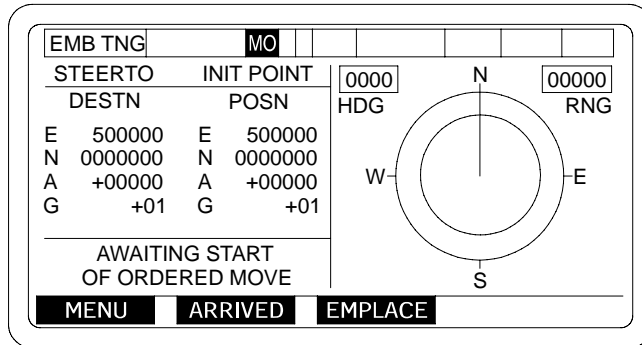 EMB TNG MO
STEERTO INIT POINT 0000 N 00000
DESTN POSN HDG RNG
E 500000 E 500000
N 0000000 N 0000000
A +00000 A +00000 W E
G +01 G +01
AWAITING START
OF ORDERED MOVE S
MENU ARRIVED EMPLACE